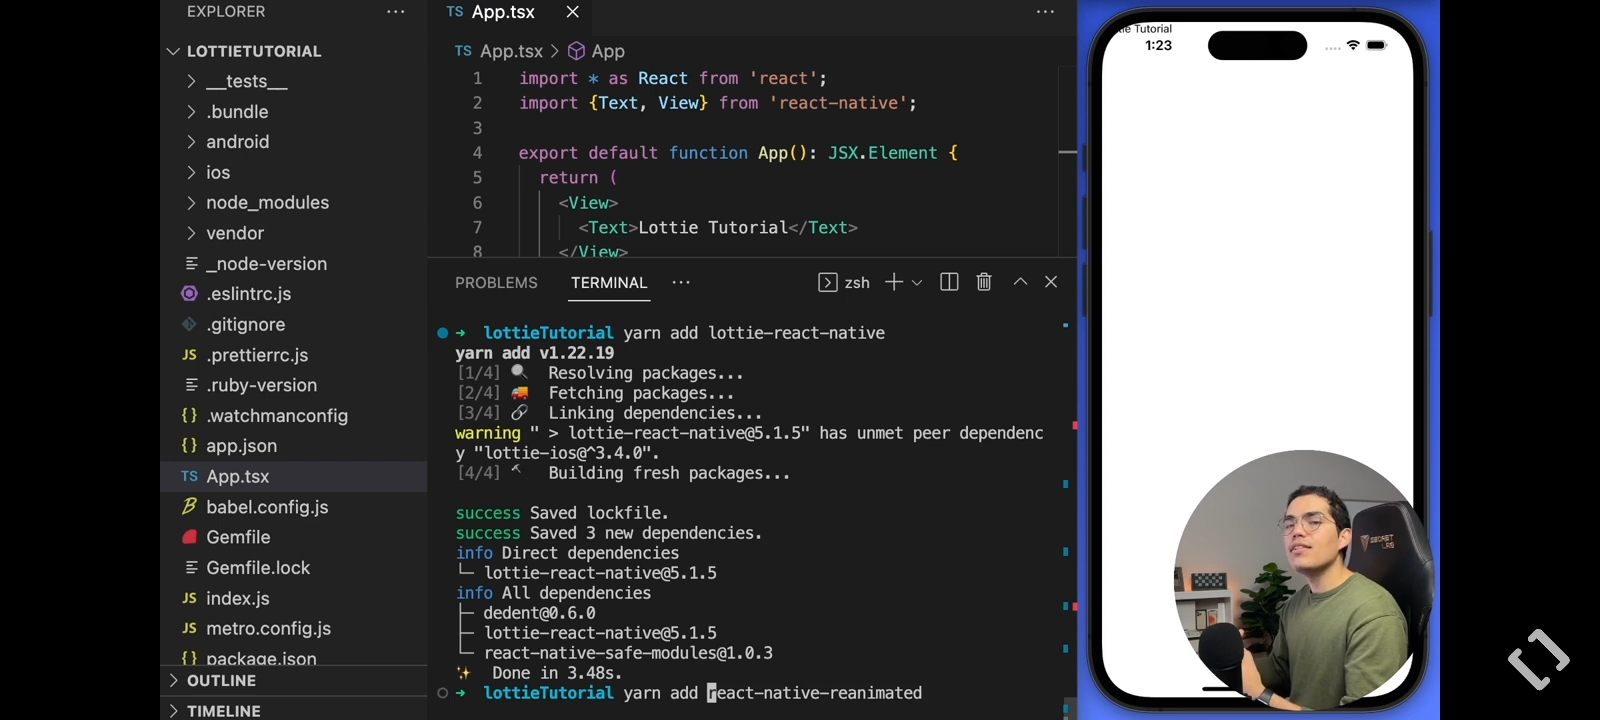 EXPLORER
LOTTIETUTORIAL
__tests__
.bundle
android
ios
node_modules
vendor
_node-version
.eslintrc.js
.gitignore
JS .prettierrc.js
.ruby-version
{} .watchmanconfig
{} app.json
TS App.tsx
babel.config.js
Gemfile
Gemfile.lock
JS index.js
JS metro.config.js
package.json
OUTLINE
TIMELINE
TS App.tsx
TS App.tsx > App
1 import * as React from 'react';
2 import {Text, View} from 'react-native';
3
4 export default function App(): JSX.Element {
5 return (
6 <View>
7 <Text>Lottie Tutorial</Text>
8 </View>
PROBLEMS TERMINAL zsh
lottieTutorial yarn add lottie-react-native
yarn add v1.22.19
[1/4] Resolving packages...
[2/4] Fetching packages...
[3/4] Linking dependencies...
warning " > lottie-react-native@5.1.5" has unmet peer dependenc
y "lottie-ios@^3.4.0".
[4/4] Building fresh packages...
success Saved lockfile.
success Saved 3 new dependencies.
info Direct dependencies
└─ lottie-react-native@5.1.5
info All dependencies
├─ dedent@0.6.0
├─ lottie-react-native@5.1.5
└─ react-native-safe-modules@1.0.3
Done in 3.48s.
lottieTutorial yarn add react-native-reanimated
tie Tutorial
1:23
SECRET
LAB